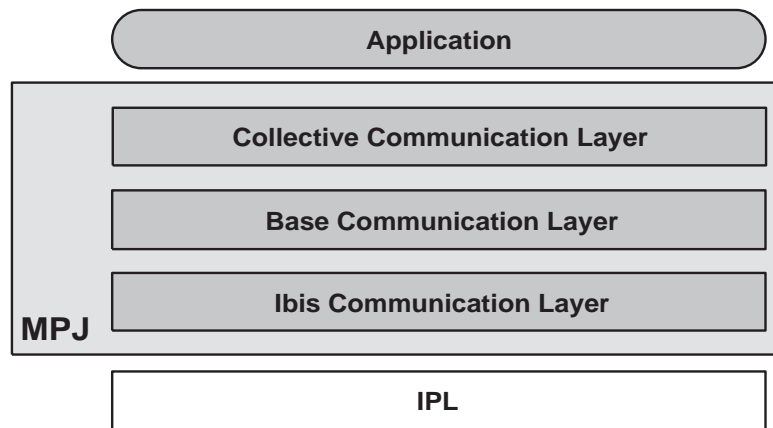 Application
Collective Communication Layer
Base Communication Layer
Ibis Communication Layer
MPJ
IPL